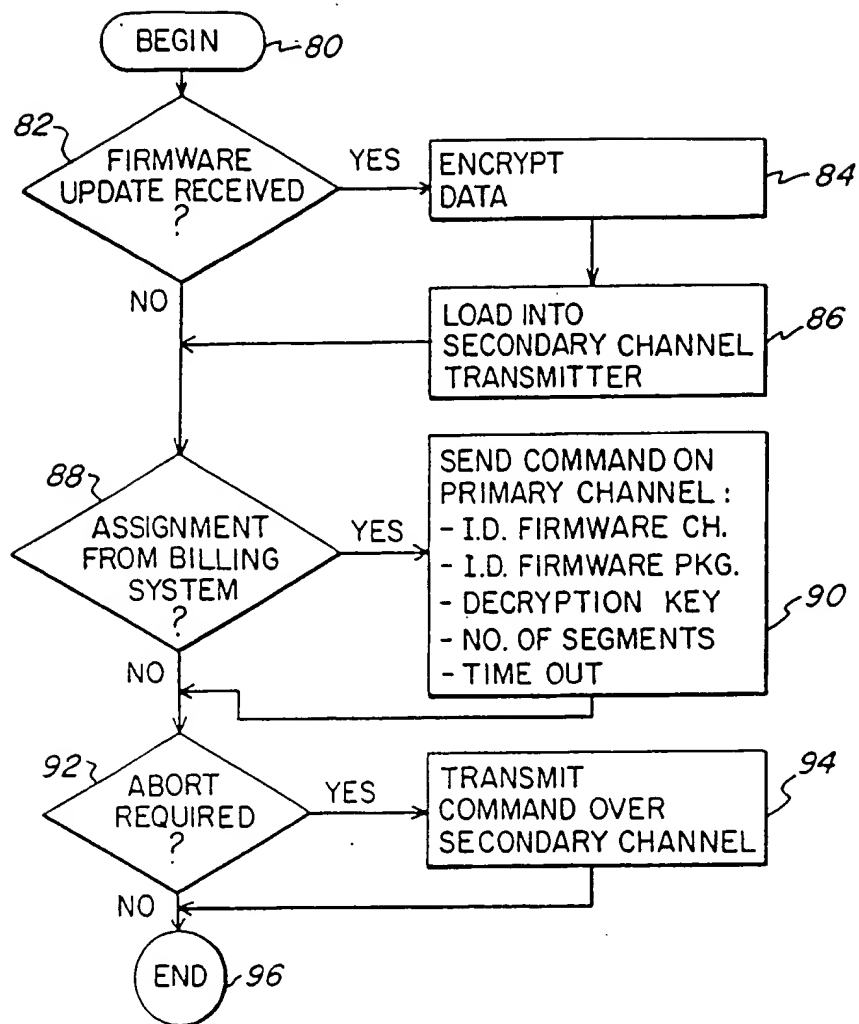 BEGIN
80
82
FIRMWARE
UPDATE RECEIVED
?
YES
ENCRYPT
DATA
84
NO
LOAD INTO
SECONDARY CHANNEL
TRANSMITTER
86
88
ASSIGNMENT
FROM BILLING
SYSTEM
?
YES
SEND COMMAND ON
PRIMARY CHANNEL :
- I.D. FIRMWARE CH.
- I.D. FIRMWARE PKG.
- DECRYPTION KEY
- NO. OF SEGMENTS
- TIME OUT
90
NO
92
ABORT
REQUIRED
?
YES
TRANSMIT
COMMAND OVER
SECONDARY CHANNEL
94
NO
END
96